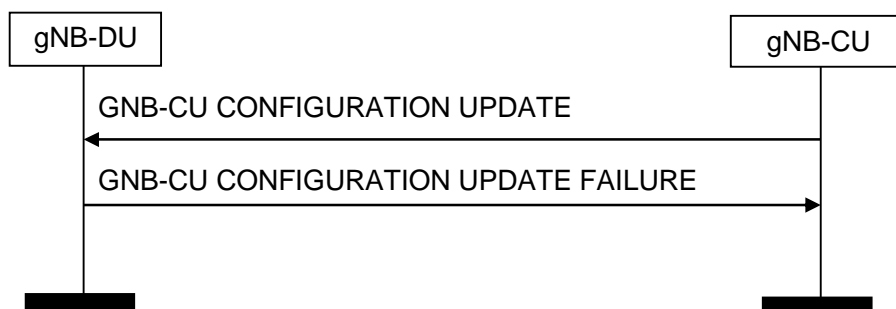 gNB-DU
gNB-CU
GNB-CU CONFIGURATION UPDATE
GNB-CU CONFIGURATION UPDATE FAILURE